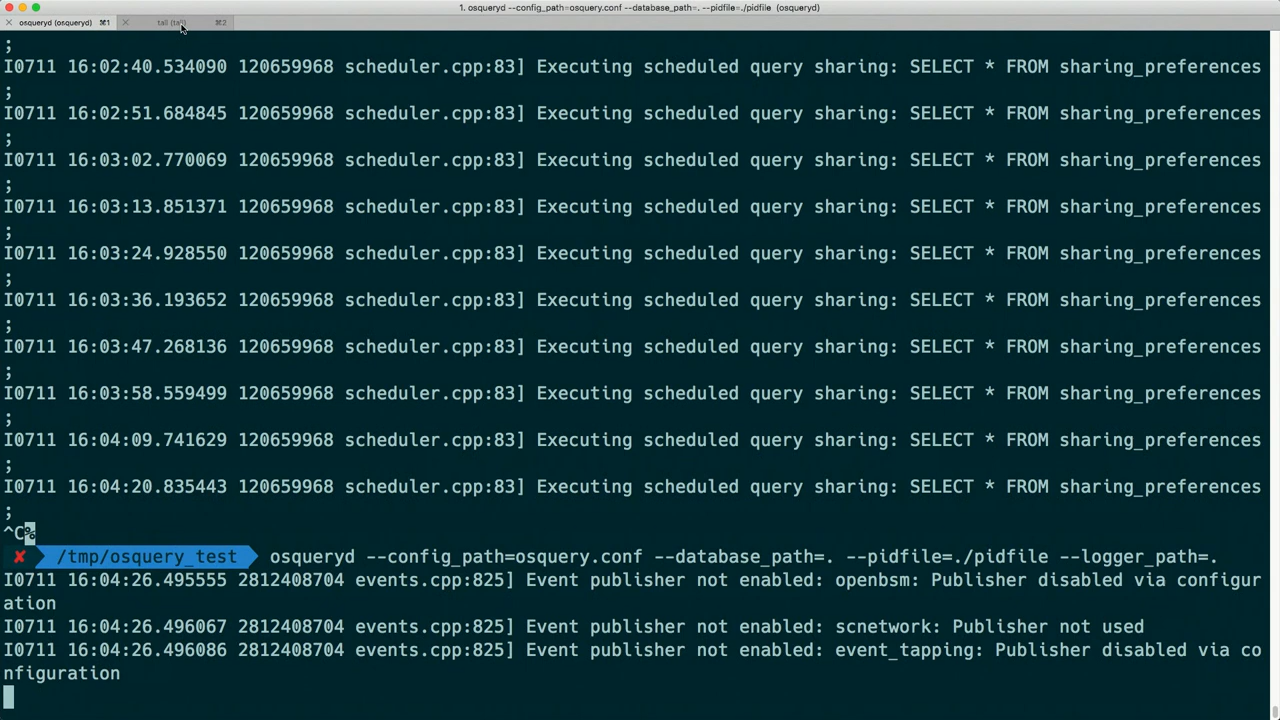 1. osqueryd --config_path=osquery.conf --database_path=. --pidfile=./pidfile (osqueryd)
✕ osqueryd (osqueryd) ⌘1 ✕ tail (tail) ⌘2
;
I0711 16:02:40.534090 120659968 scheduler.cpp:83] Executing scheduled query sharing: SELECT * FROM sharing_preferences
;
I0711 16:02:51.684845 120659968 scheduler.cpp:83] Executing scheduled query sharing: SELECT * FROM sharing_preferences
;
I0711 16:03:02.770069 120659968 scheduler.cpp:83] Executing scheduled query sharing: SELECT * FROM sharing_preferences
;
I0711 16:03:13.851371 120659968 scheduler.cpp:83] Executing scheduled query sharing: SELECT * FROM sharing_preferences
;
I0711 16:03:24.928550 120659968 scheduler.cpp:83] Executing scheduled query sharing: SELECT * FROM sharing_preferences
;
I0711 16:03:36.193652 120659968 scheduler.cpp:83] Executing scheduled query sharing: SELECT * FROM sharing_preferences
;
I0711 16:03:47.268136 120659968 scheduler.cpp:83] Executing scheduled query sharing: SELECT * FROM sharing_preferences
;
I0711 16:03:58.559499 120659968 scheduler.cpp:83] Executing scheduled query sharing: SELECT * FROM sharing_preferences
;
I0711 16:04:09.741629 120659968 scheduler.cpp:83] Executing scheduled query sharing: SELECT * FROM sharing_preferences
;
I0711 16:04:20.835443 120659968 scheduler.cpp:83] Executing scheduled query sharing: SELECT * FROM sharing_preferences
;
^C%
✘ /tmp/osquery_test osqueryd --config_path=osquery.conf --database_path=. --pidfile=./pidfile --logger_path=.
I0711 16:04:26.495555 2812408704 events.cpp:825] Event publisher not enabled: openbsm: Publisher disabled via configur
ation
I0711 16:04:26.496067 2812408704 events.cpp:825] Event publisher not enabled: scnetwork: Publisher not used
I0711 16:04:26.496086 2812408704 events.cpp:825] Event publisher not enabled: event_tapping: Publisher disabled via co
nfiguration